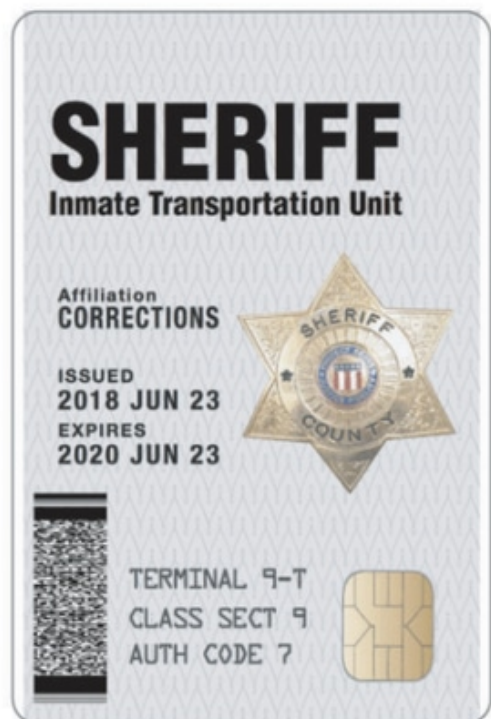 SHERIFF
Inmate Transportation Unit
Affiliation
CORRECTIONS
ISSUED
2018 JUN 23
EXPIRES
2020 JUN 23
SHERIFF
COUNTY
TERMINAL 9-T
CLASS SECT 9
AUTH CODE 7